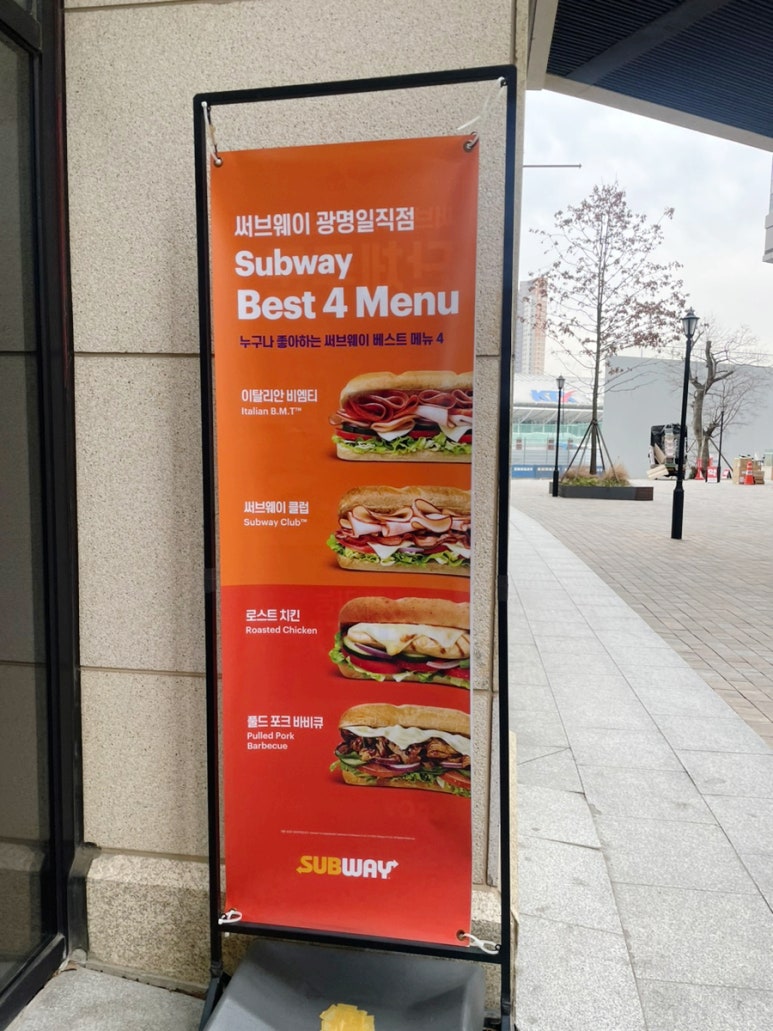 써브웨이 광명일직점
Subway
Best 4 Menu
누구나 좋아하는 써브웨이 베스트 메뉴 4
이탈리안 비엠티
Italian B.M.T™
써브웨이 클럽
Subway Club™
로스트 치킨
Roasted Chicken
풀드 포크 바비큐
Pulled Pork
Barbecue
SUBWAY